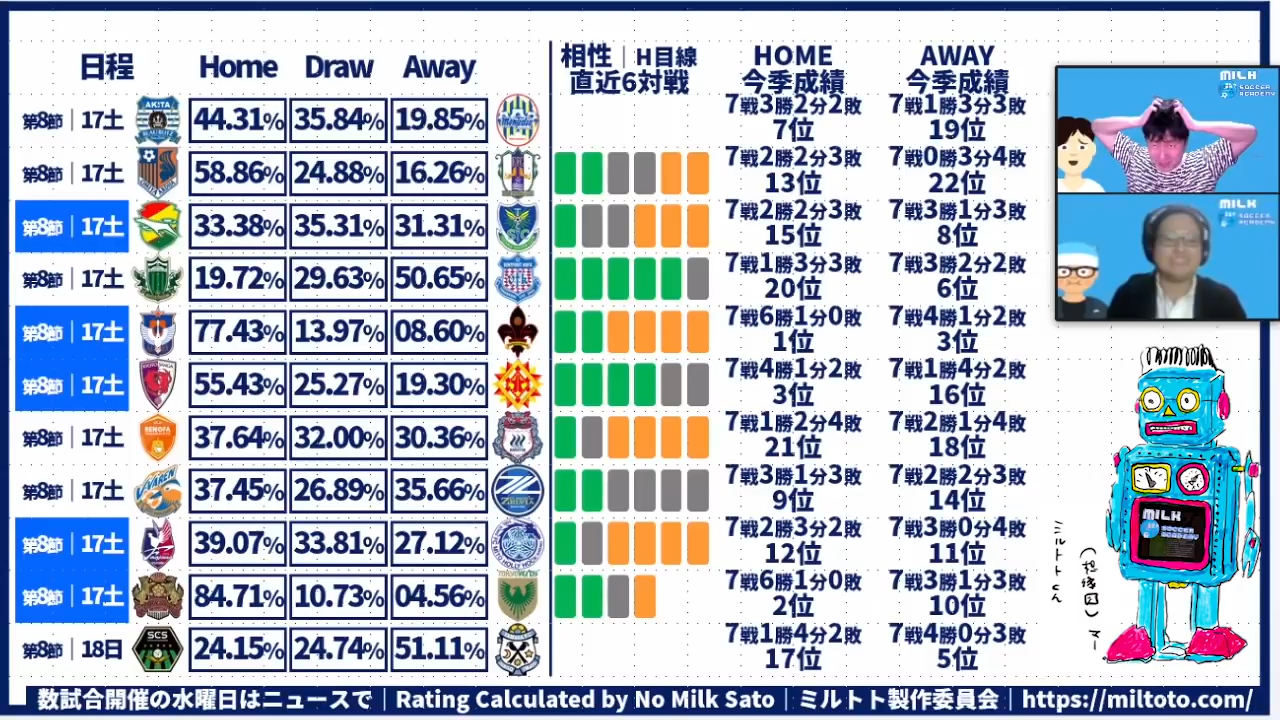 日程 Home Draw Away 相性｜H目線 直近6対戦 HOME 今季成績 AWAY 今季成績
第8節｜17土 44.31% 35.84% 19.85% 7戦3勝2分2敗 7位 7戦1勝3分3敗 19位
第8節｜17土 58.86% 24.88% 16.26% 7戦2勝2分3敗 13位 7戦0勝3分4敗 22位
第8節｜17土 33.38% 35.31% 31.31% 7戦2勝2分3敗 15位 7戦3勝1分3敗 8位
第8節｜17土 19.72% 29.63% 50.65% 7戦1勝3分3敗 20位 7戦3勝2分2敗 6位
第8節｜17土 77.43% 13.97% 08.60% 7戦6勝1分0敗 1位 7戦4勝1分2敗 3位
第8節｜17土 55.43% 25.27% 19.30% 7戦4勝1分2敗 3位 7戦1勝4分2敗 16位
第8節｜17土 37.64% 32.00% 30.36% 7戦1勝2分4敗 21位 7戦2勝1分4敗 18位
第8節｜17土 37.45% 26.89% 35.66% 7戦3勝1分3敗 9位 7戦2勝2分3敗 14位
第8節｜17土 39.07% 33.81% 27.12% 7戦2勝3分2敗 12位 7戦3勝0分4敗 11位
第8節｜17土 84.71% 10.73% 04.56% 7戦6勝1分0敗 2位 7戦3勝1分3敗 10位
第8節｜18日 24.15% 24.74% 51.11% 7戦1勝4分2敗 17位 7戦4勝0分3敗 5位
MILK SOCCER ACADEMY
MILK SOCCER ACADEMY
MILK SOCCER ACADEMY
ミルトトくん
数試合開催の水曜日はニュースで｜Rating Calculated by No Milk Sato｜ミルトト製作委員会｜https://miltoto.com/